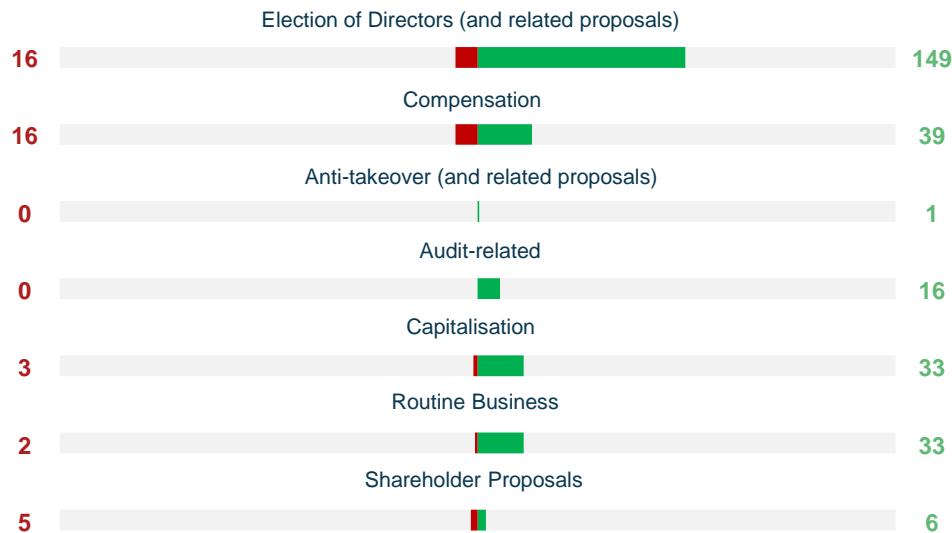 Election of Directors (and related proposals)
16 149
Compensation
16 39
Anti-takeover (and related proposals)
0 1
Audit-related
0 16
Capitalisation
3 33
Routine Business
2 33
Shareholder Proposals
5 6